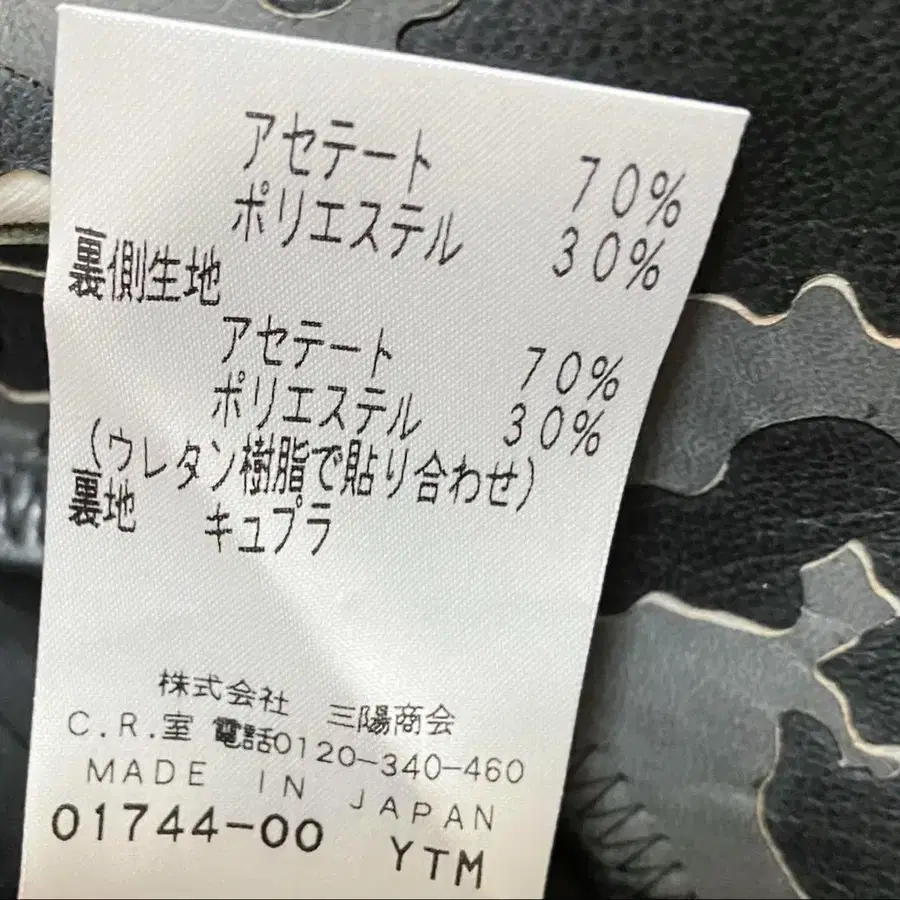 アセテート 70%
ポリエステル 30%
裏側生地
アセテート 70%
ポリエステル 30%
(ウレタン樹脂で貼り合わせ)
裏地 キュプラ
株式会社 三陽商会
C.R.室 電話0120-340-460
MADE IN JAPAN
01744-00 YTM